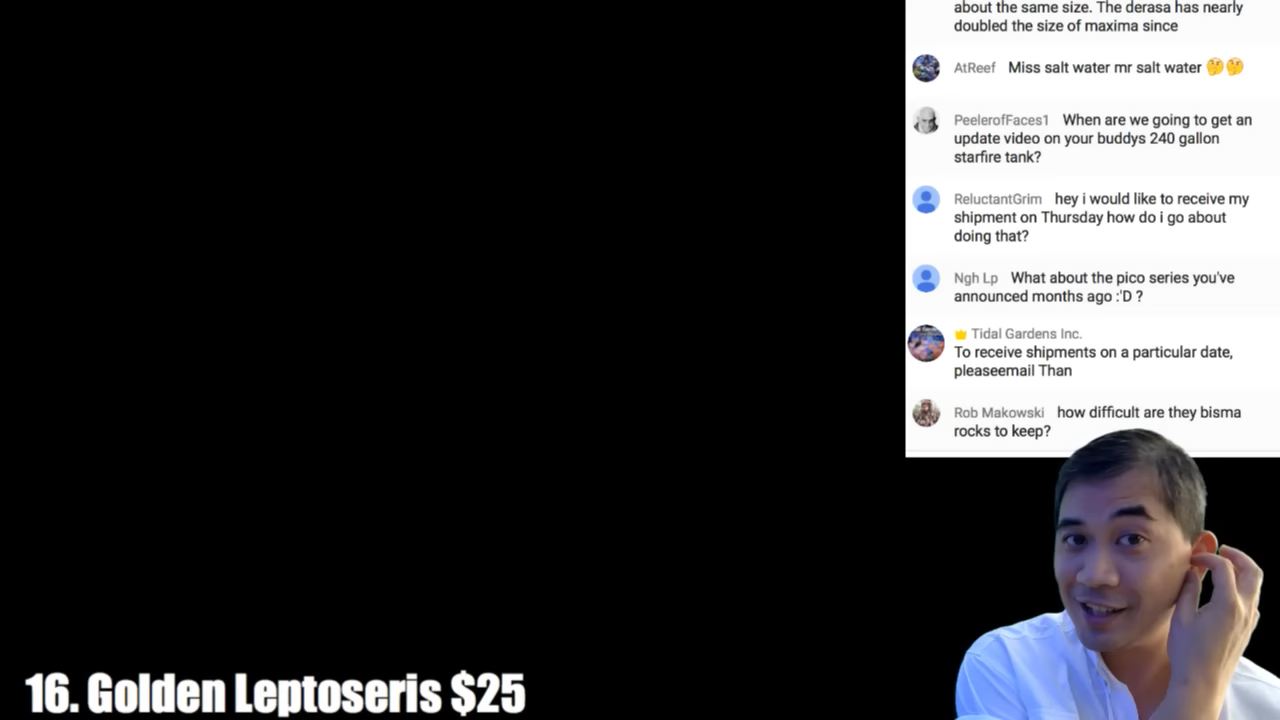 about the same size. The derasa has nearly
doubled the size of maxima since
AtReef Miss salt water mr salt water 🤔🤔
PeelerofFaces1 When are we going to get an
update video on your buddys 240 gallon
starfire tank?
ReluctantGrim hey i would like to receive my
shipment on Thursday how do i go about
doing that?
Ngh Lp What about the pico series you've
announced months ago :'D ?
Tidal Gardens Inc.
To receive shipments on a particular date,
pleaseemail Than
Rob Makowski how difficult are they bisma
rocks to keep?
16. Golden Leptoseris $25